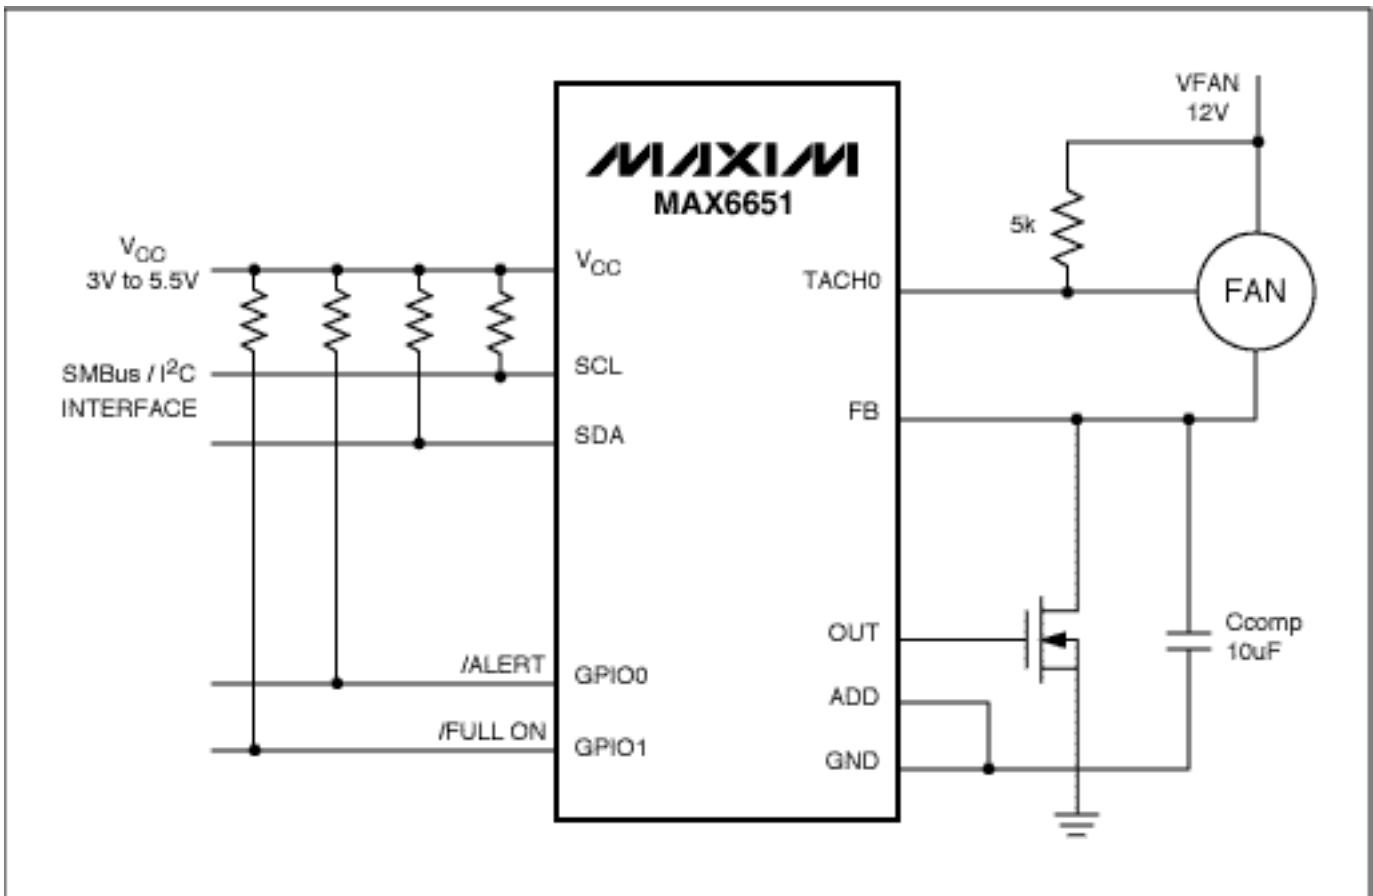 VFAN
12V
MAXIM
MAX6651
5k
VCC
3V to 5.5V
VCC
TACH0
FAN
SMBus / I²C
INTERFACE
SCL
FB
SDA
OUT
Ccomp
10uF
/ALERT
GPIO0
ADD
/FULL ON
GPIO1
GND